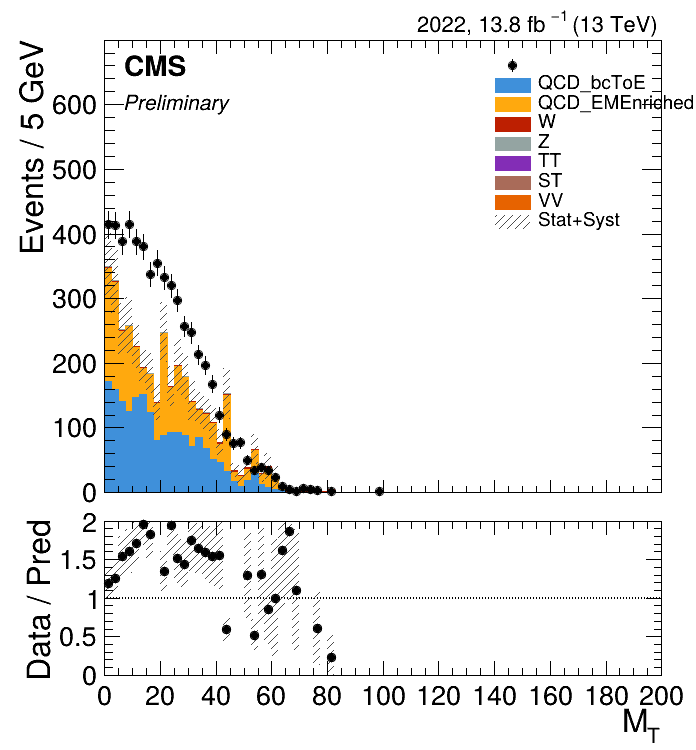 2022, 13.8 fb⁻¹ (13 TeV)
CMS
Preliminary
QCD_bcToE
QCD_EMEnriched
W
Z
TT
ST
VV
Stat+Syst
Events / 5 GeV
600
500
400
300
200
100
0
Data / Pred
2
1.5
1
0.5
0
0 20 40 60 80 100 120 140 160 180 200
M_T